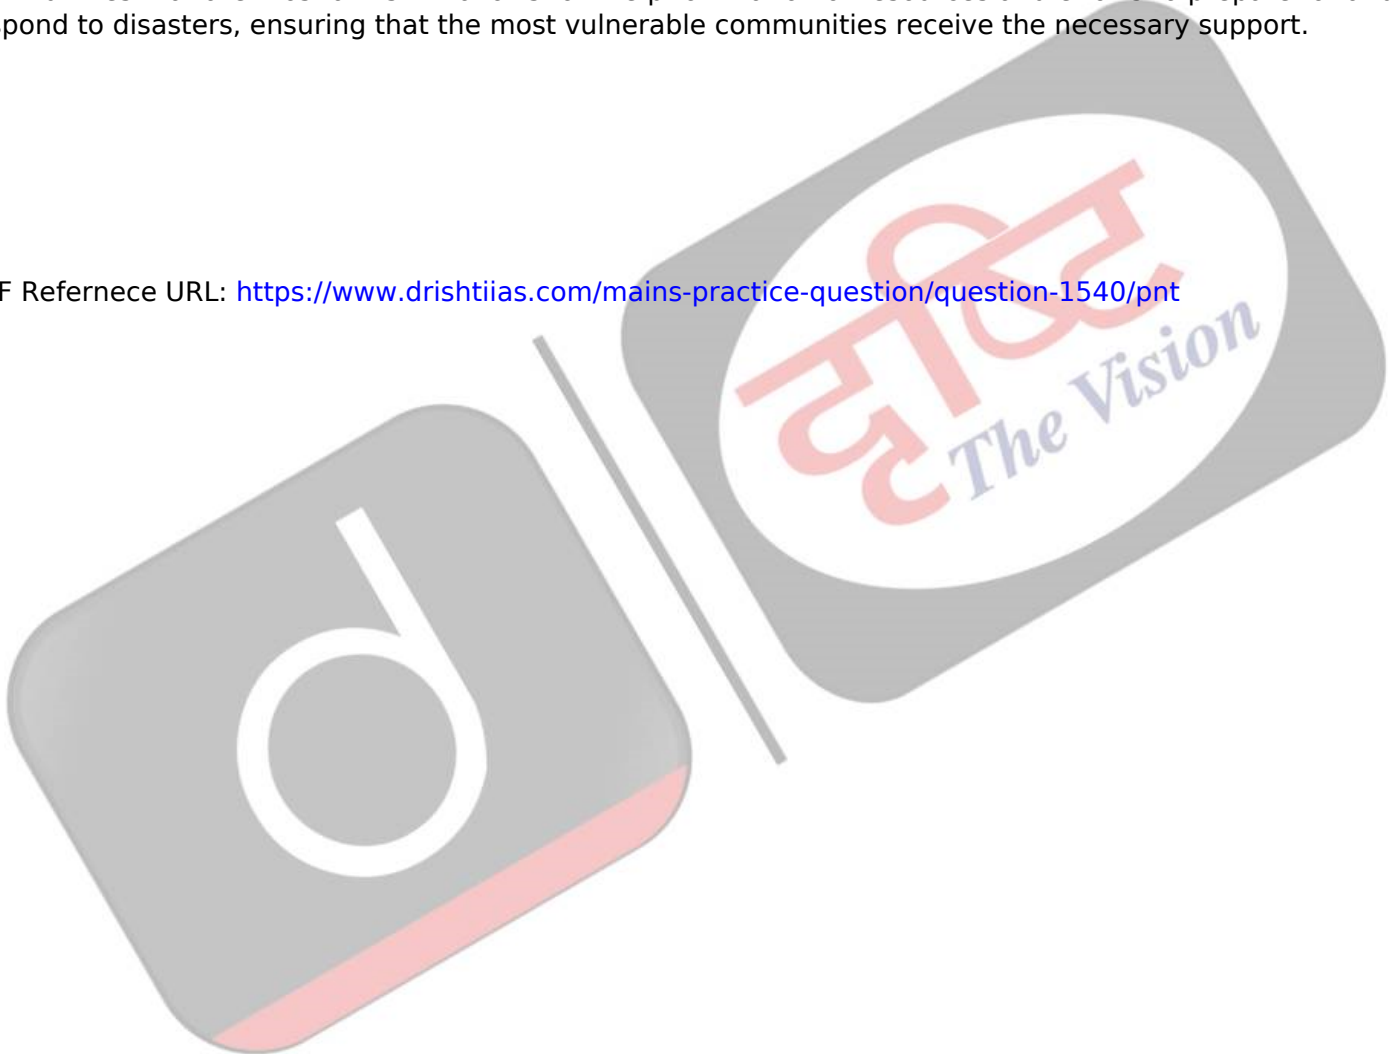 spond to disasters, ensuring that the most vulnerable communities receive the necessary support.
F Refernece URL: https://www.drishtiias.com/mains-practice-question/question-1540/pnt
दृष्टि
The Vision
d